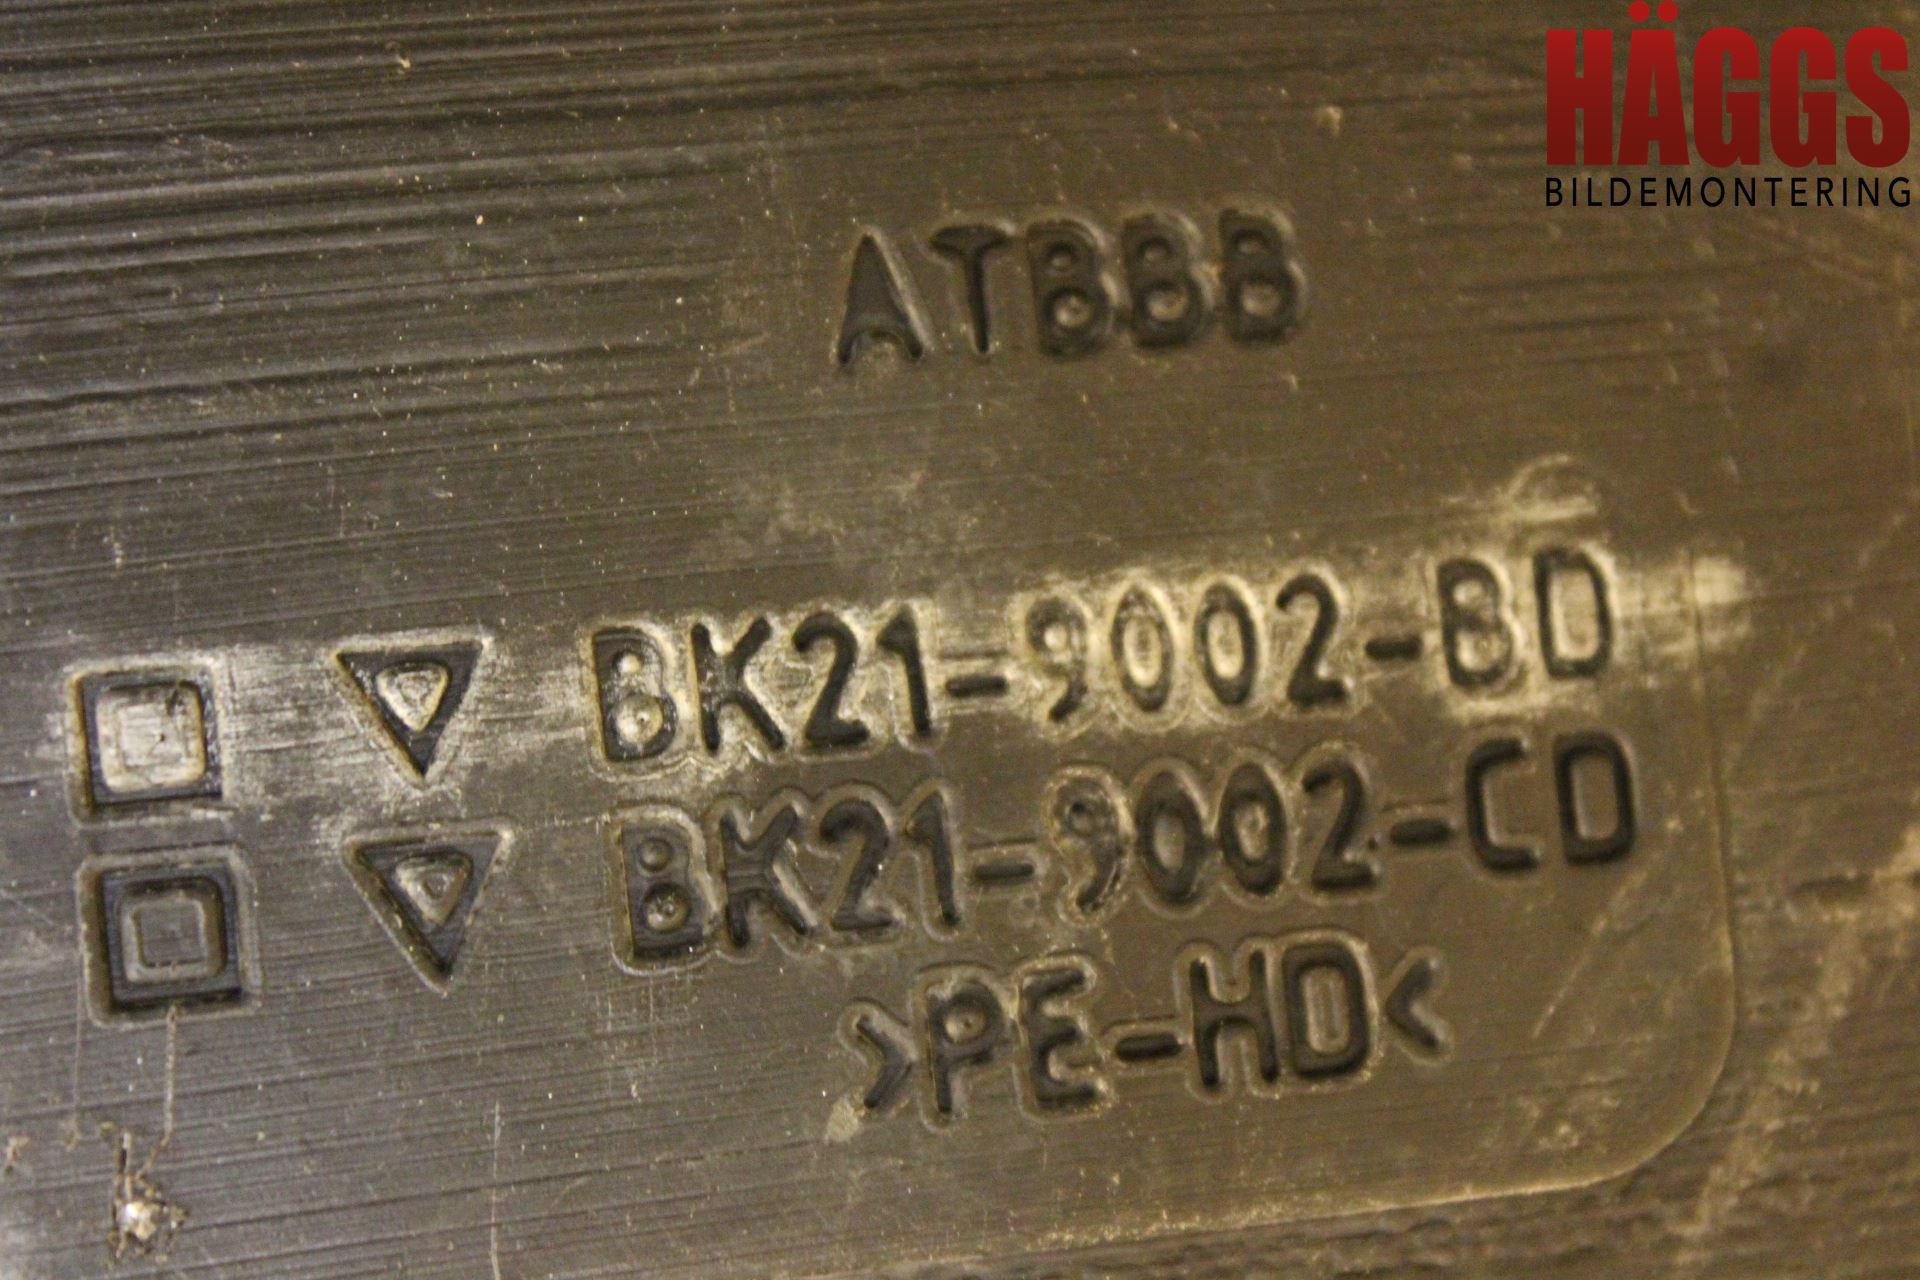 HÄGGS
BILDEMONTERING
ATBBB
BK21-9002-BD
BK21-9002-CD
>PE-HD<